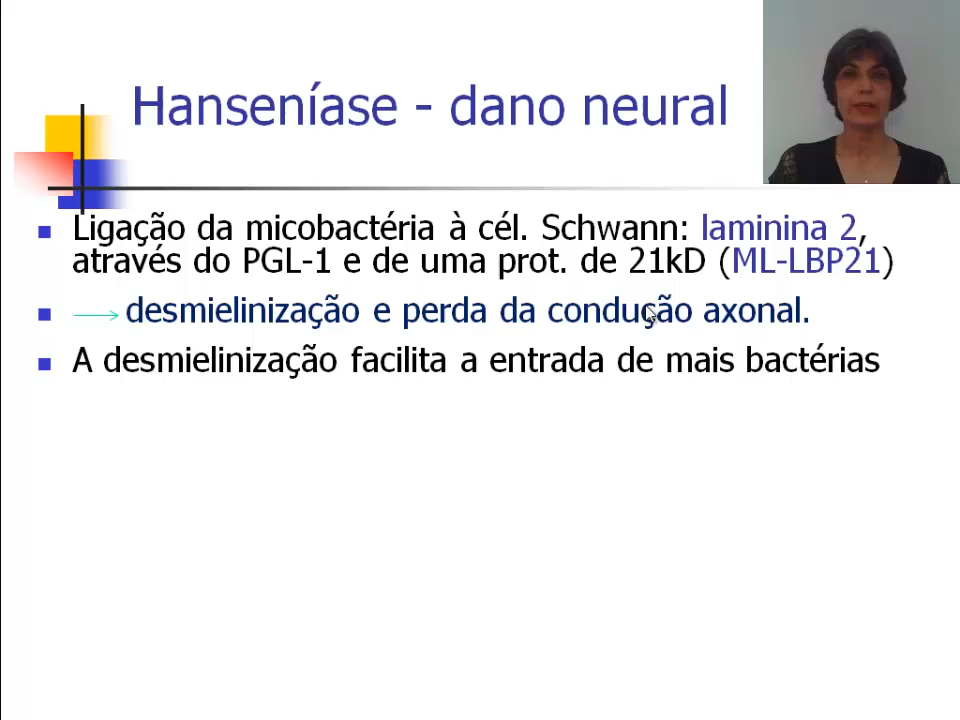 Hanseníase - dano neural
Ligação da micobactéria à cél. Schwann: laminina 2,
através do PGL-1 e de uma prot. de 21kD (ML-LBP21)
desmielinização e perda da condução axonal.
A desmielinização facilita a entrada de mais bactérias